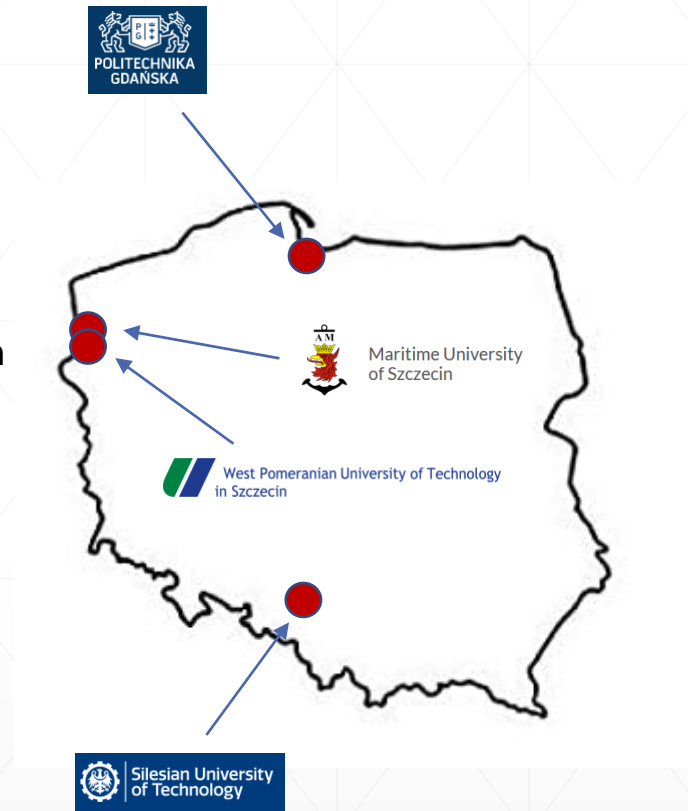 P G
POLITECHNIKA
GDAŃSKA
AM
Maritime University
of Szczecin
West Pomeranian University of Technology
in Szczecin
Silesian University
of Technology